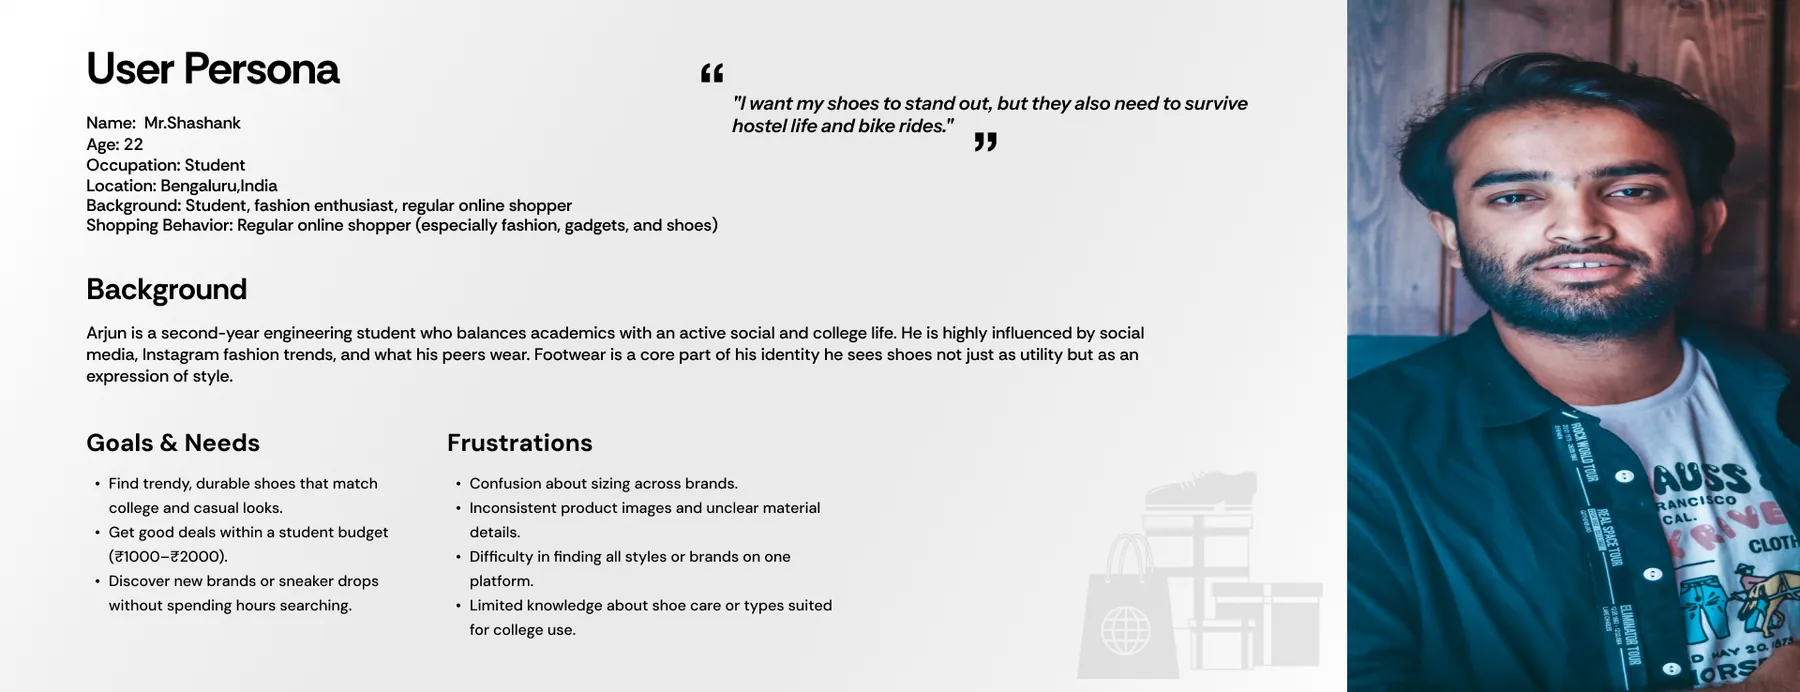 User Persona
Name:  Mr.Shashank
Age: 22
Occupation: Student
Location: Bengaluru,India
Background: Student, fashion enthusiast, regular online shopper
Shopping Behavior: Regular online shopper (especially fashion, gadgets, and shoes)
“
"I want my shoes to stand out, but they also need to survive
hostel life and bike rides."
”
Background
Arjun is a second-year engineering student who balances academics with an active social and college life. He is highly influenced by social
media, Instagram fashion trends, and what his peers wear. Footwear is a core part of his identity he sees shoes not just as utility but as an
expression of style.
Goals & Needs
• Find trendy, durable shoes that match
college and casual looks.
• Get good deals within a student budget
(₹1000–₹2000).
• Discover new brands or sneaker drops
without spending hours searching.
Frustrations
• Confusion about sizing across brands.
• Inconsistent product images and unclear material
details.
• Difficulty in finding all styles or brands on one
platform.
• Limited knowledge about shoe care or types suited
for college use.
ROCK WORLD TOUR
REAL SPACE TOUR
ELIMINATOR TOUR
AUSS
RANCISCO
CAL.
RIVE
CLOTH
D MAY 20, 1873
HORSE